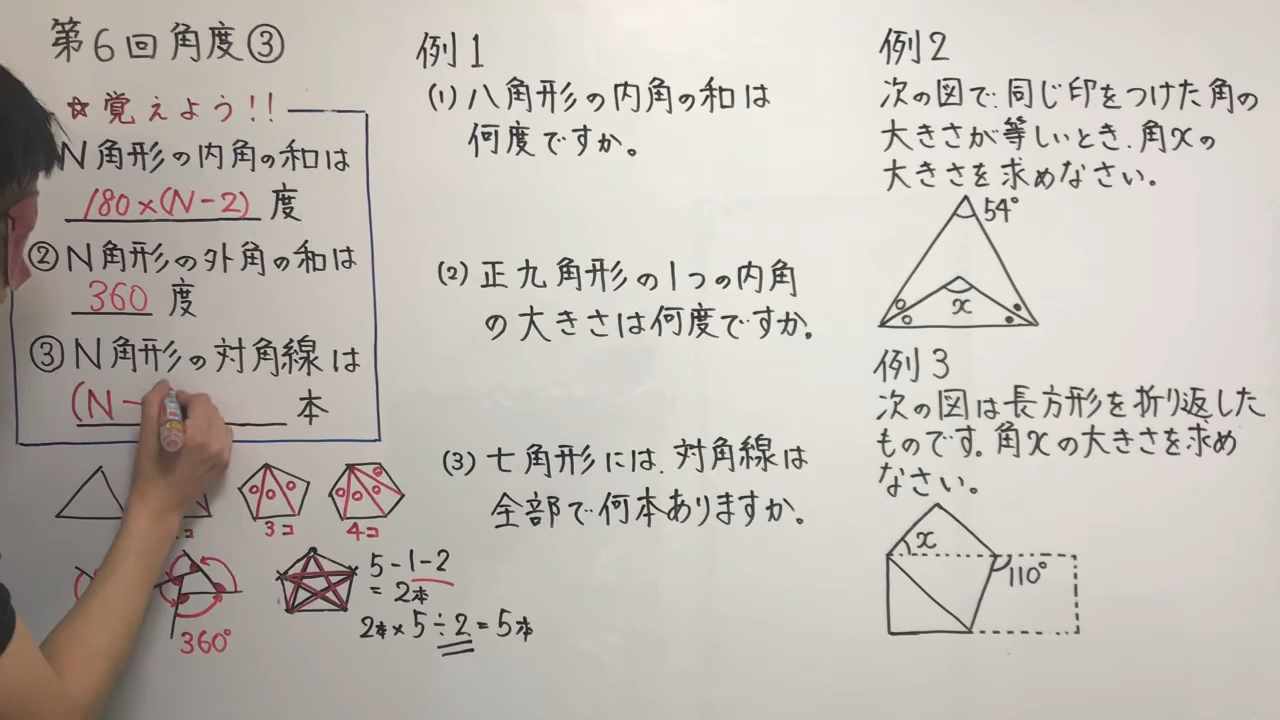 第6回角度③
☆覚えよう!!
N角形の内角の和は
180×(N-2) 度
②N角形の外角の和は
360 度
③N角形の対角線は
(N- 本
3コ
4コ
360°
5-1-2
=2本
2本×5÷2=5本
例1
(1) 八角形の内角の和は
何度ですか。
(2) 正九角形の1つの内角
の大きさは何度ですか。
(3) 七角形には、対角線は
全部で何本ありますか。
例2
次の図で、同じ印をつけた角の
大きさが等しいとき、角xの
大きさを求めなさい。
54°
x
例3
次の図は長方形を折り返した
ものです。角xの大きさを求め
なさい。
x
110°